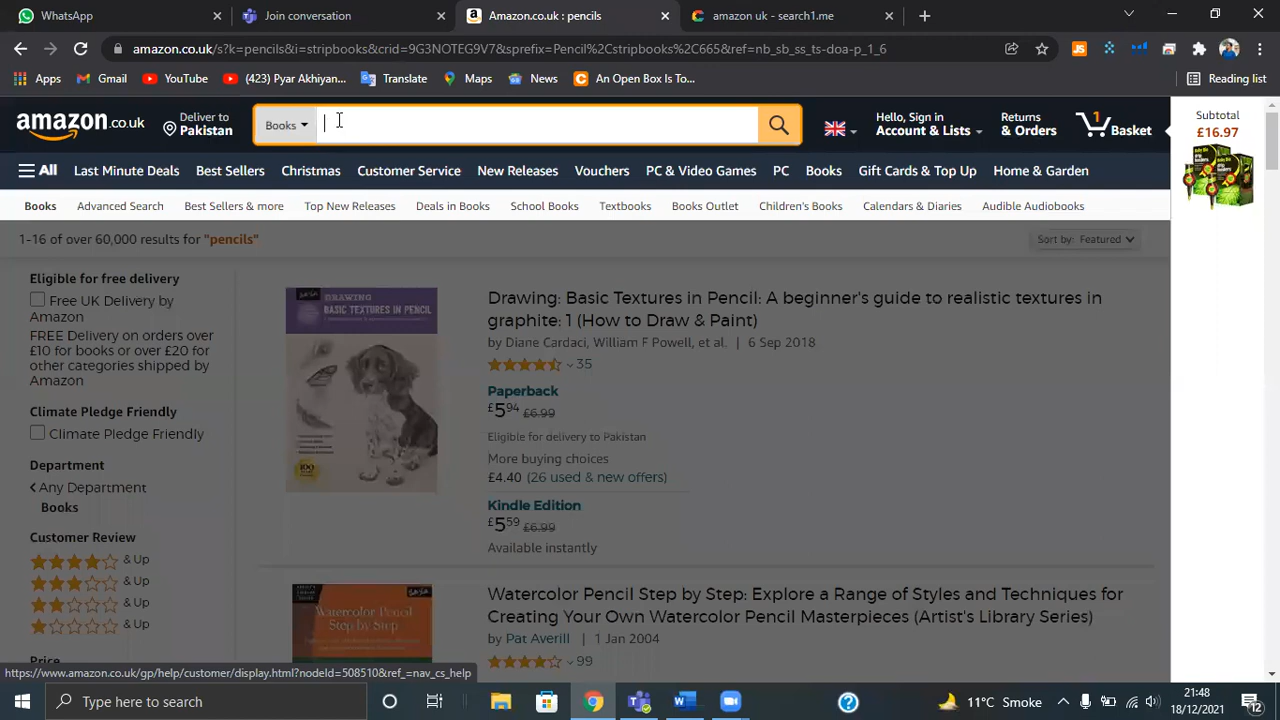 WhatsApp
Join conversation
Amazon.co.uk : pencils
amazon uk - search1.me
amazon.co.uk/s?k=pencils&i=stripbooks&crid=9G3NOTEG9V7&sprefix=Pencil%2Cstripbooks%2C665&ref=nb_sb_ss_ts-doa-p_1_6
Apps
Gmail
YouTube
(423) Pyar Akhiyan...
Translate
Maps
News
An Open Box Is To...
Reading list
amazon.co.uk
Deliver to
Pakistan
Books
Hello, Sign in
Account & Lists
Returns
& Orders
1
Basket
Subtotal
£16.97
All
Last Minute Deals
Best Sellers
Christmas
Customer Service
New Releases
Vouchers
PC & Video Games
PC
Books
Gift Cards & Top Up
Home & Garden
Books
Advanced Search
Best Sellers & more
Top New Releases
Deals in Books
School Books
Textbooks
Books Outlet
Children's Books
Calendars & Diaries
Audible Audiobooks
1-16 of over 60,000 results for "pencils"
Sort by: Featured
Eligible for free delivery
Free UK Delivery by
Amazon
FREE Delivery on orders over
£10 for books or over £20 for
other categories shipped by
Amazon
Climate Pledge Friendly
Climate Pledge Friendly
Department
Any Department
Books
Customer Review
& Up
& Up
& Up
& Up
Price
DRAWING
BASIC TEXTURES IN PENCIL
Drawing: Basic Textures in Pencil: A beginner's guide to realistic textures in
graphite: 1 (How to Draw & Paint)
by Diane Cardaci, William F Powell, et al. | 6 Sep 2018
35
Paperback
£5.94 £6.99
Eligible for delivery to Pakistan
More buying choices
£4.40 (26 used & new offers)
Kindle Edition
£5.59 £6.99
Available instantly
Watercolor Pencil
Step by Step
Watercolor Pencil Step by Step: Explore a Range of Styles and Techniques for
Creating Your Own Watercolor Pencil Masterpieces (Artist's Library Series)
by Pat Averill | 1 Jan 2004
99
https://www.amazon.co.uk/gp/help/customer/display.html?nodeId=508510&ref_=nav_cs_help
Type here to search
11°C Smoke
21:48
18/12/2021
12